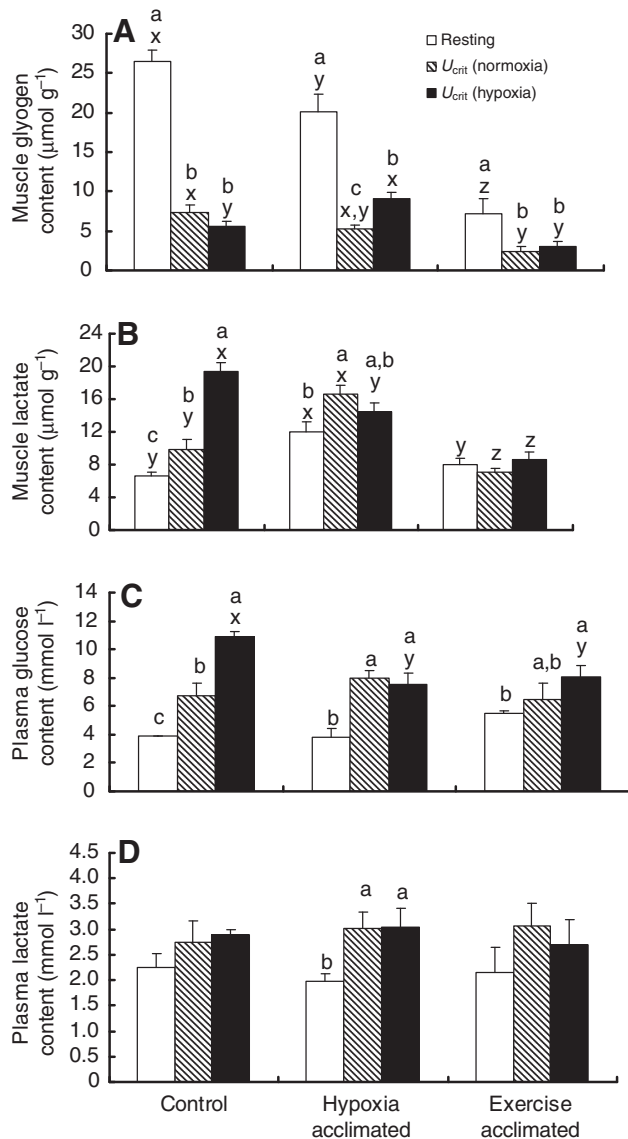 A
Muscle glyogen
content (μmol g⁻¹)
30
25
20
15
10
5
0
Resting
Ucrit (normoxia)
Ucrit (hypoxia)
a b b a c b a b b
x x y y x,y x z y y
B
Muscle lactate
content (μmol g⁻¹)
24
20
16
12
8
4
0
c b a b a a,b
y y x x x y y z z
C
Plasma glucose
content (mmol l⁻¹)
14
12
10
8
6
4
2
0
c b a b a a b a,b a
x y y
D
Plasma lactate
content (mmol l⁻¹)
4.5
4.0
3.5
3.0
2.5
2.0
1.5
1.0
0.5
0
b a a
Control
Hypoxia
acclimated
Exercise
acclimated